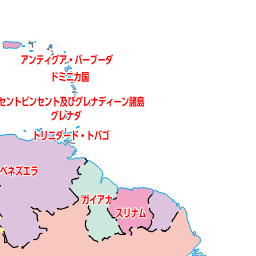 アンティグア・バーブーダ
ドミニカ国
セントビンセント及びグレナディーン諸島
グレナダ
トリニダード・トバゴ
ベネズエラ
ガイアナ
スリナム